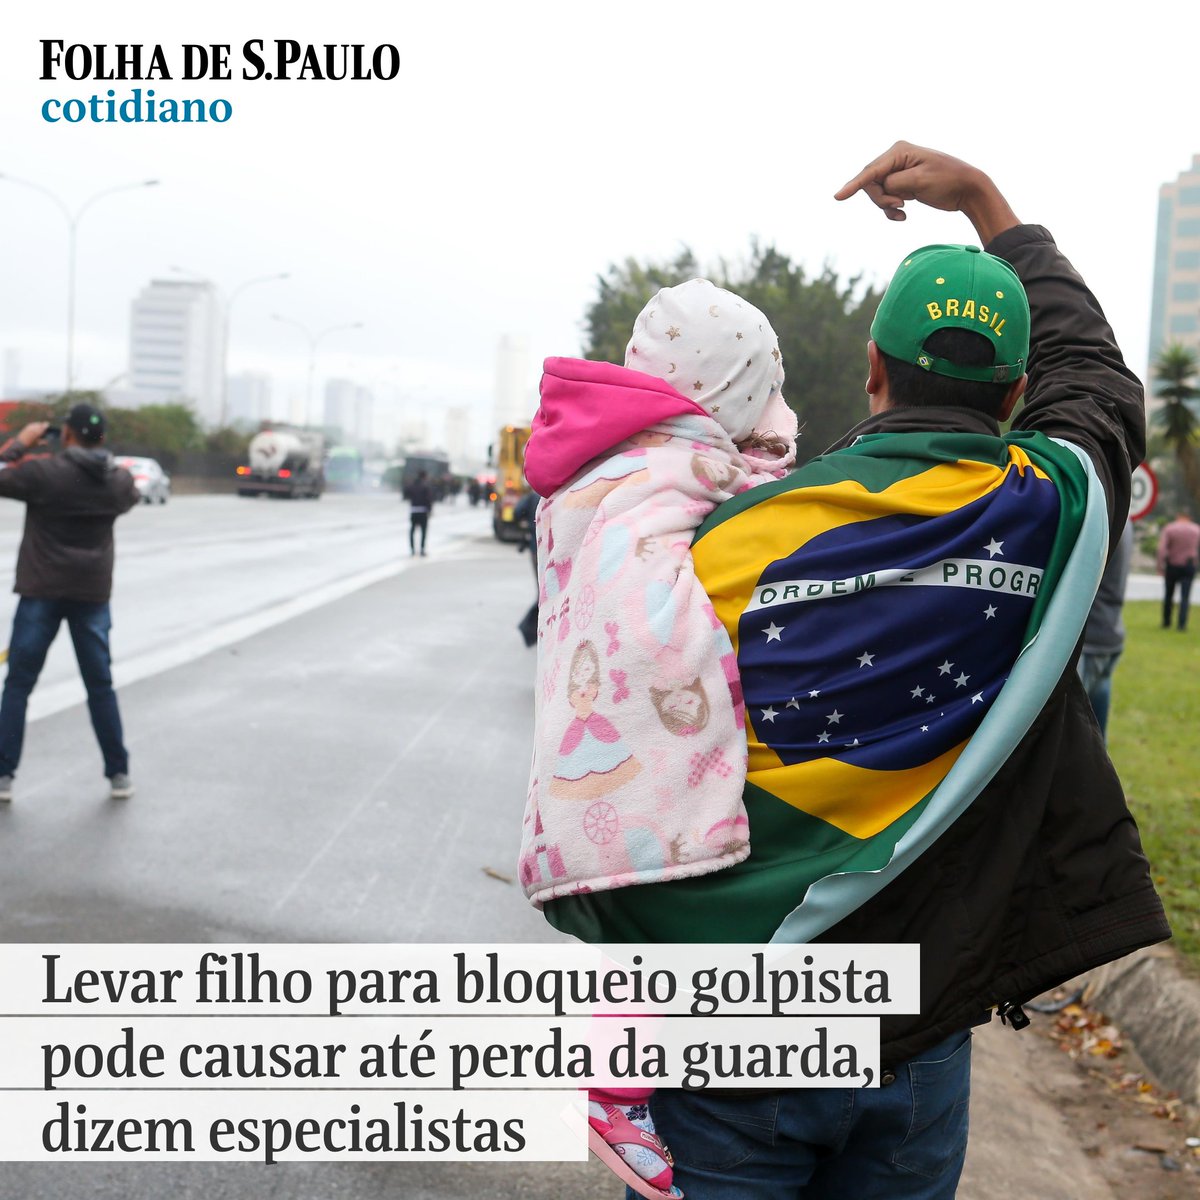 FOLHA DE S.PAULO
cotidiano
BRASIL
ORDEM E PROGR
Levar filho para bloqueio golpista
pode causar até perda da guarda,
dizem especialistas